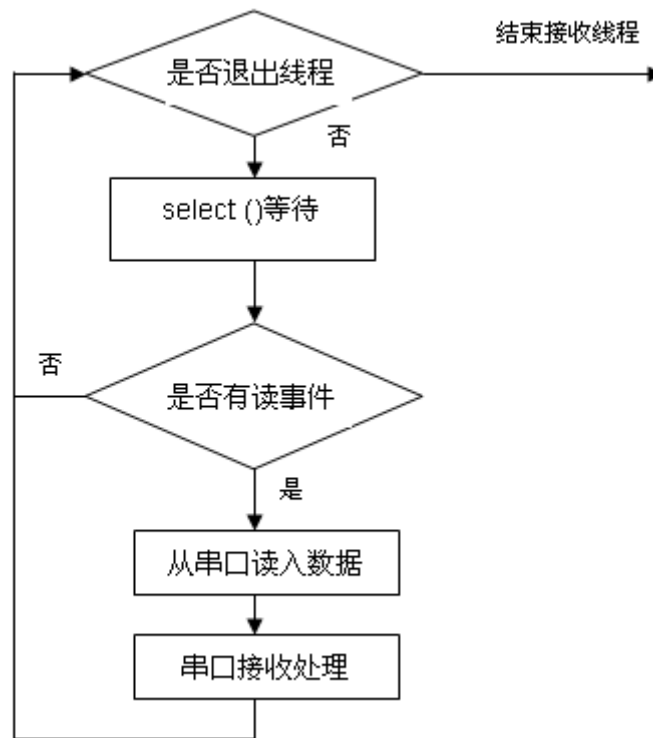 结束接收线程
是否退出线程
否
select ()等待
否
是否有读事件
是
从串口读入数据
串口接收处理